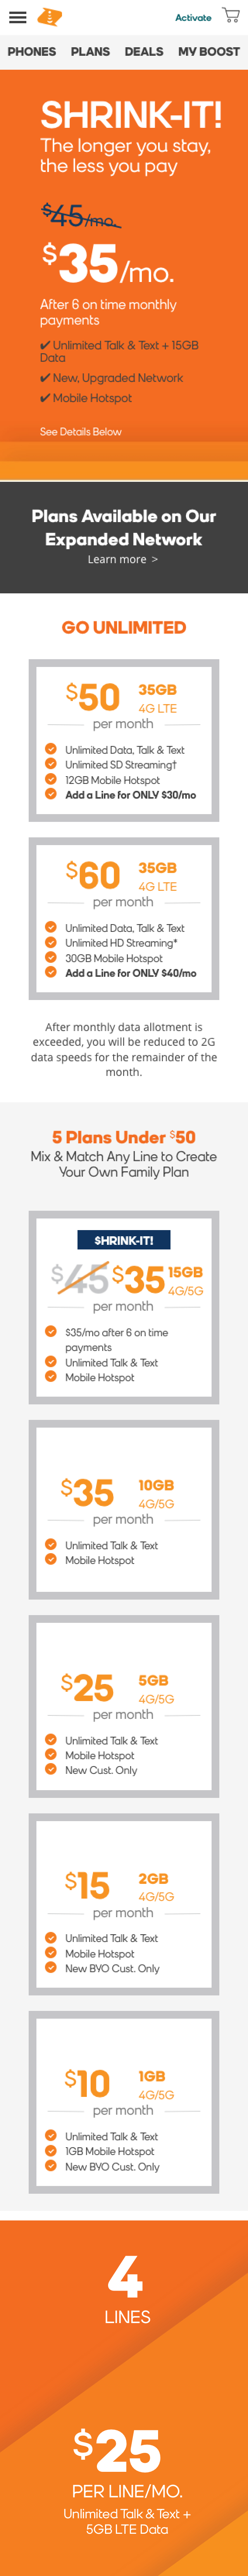 Activate
PHONES PLANS DEALS MY BOOST
SHRINK-IT!
The longer you stay,
the less you pay
$45/mo.
$35/mo.
After 6 on time monthly
payments
✔ Unlimited Talk & Text + 15GB
Data
✔ New, Upgraded Network
✔ Mobile Hotspot
See Details Below
Plans Available on Our
Expanded Network
Learn more >
GO UNLIMITED
$50 35GB
4G LTE
per month
Unlimited Data, Talk & Text
Unlimited SD Streaming†
12GB Mobile Hotspot
Add a Line for ONLY $30/mo
$60 35GB
4G LTE
per month
Unlimited Data, Talk & Text
Unlimited HD Streaming*
30GB Mobile Hotspot
Add a Line for ONLY $40/mo
After monthly data allotment is
exceeded, you will be reduced to 2G
data speeds for the remainder of the
month.
5 Plans Under $50
Mix & Match Any Line to Create
Your Own Family Plan
$HRINK-IT!
$45 $35 15GB
4G/5G
per month
$35/mo after 6 on time
payments
Unlimited Talk & Text
Mobile Hotspot
$35 10GB
4G/5G
per month
Unlimited Talk & Text
Mobile Hotspot
$25 5GB
4G/5G
per month
Unlimited Talk & Text
Mobile Hotspot
New Cust. Only
$15 2GB
4G/5G
per month
Unlimited Talk & Text
Mobile Hotspot
New BYO Cust. Only
$10 1GB
4G/5G
per month
Unlimited Talk & Text
1GB Mobile Hotspot
New BYO Cust. Only
4
LINES
$25
PER LINE/MO.
Unlimited Talk & Text +
5GB LTE Data